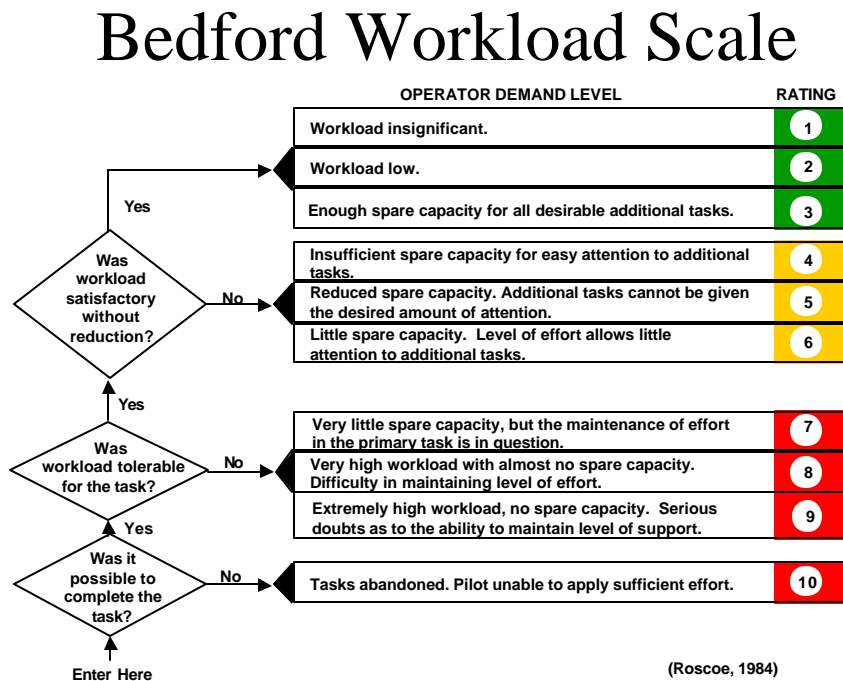 Bedford Workload Scale
OPERATOR DEMAND LEVEL
RATING
Workload insignificant.
1
Workload low.
2
Enough spare capacity for all desirable additional tasks.
3
Yes
Was
workload
satisfactory
without
reduction?
No
Insufficient spare capacity for easy attention to additional
tasks.
4
Reduced spare capacity. Additional tasks cannot be given
the desired amount of attention.
5
Little spare capacity. Level of effort allows little
attention to additional tasks.
6
Yes
Was
workload tolerable
for the task?
No
Very little spare capacity, but the maintenance of effort
in the primary task is in question.
7
Very high workload with almost no spare capacity.
Difficulty in maintaining level of effort.
8
Extremely high workload, no spare capacity. Serious
doubts as to the ability to maintain level of support.
9
Yes
Was it
possible to
complete the
task?
No
Tasks abandoned. Pilot unable to apply sufficient effort.
10
Enter Here
(Roscoe, 1984)